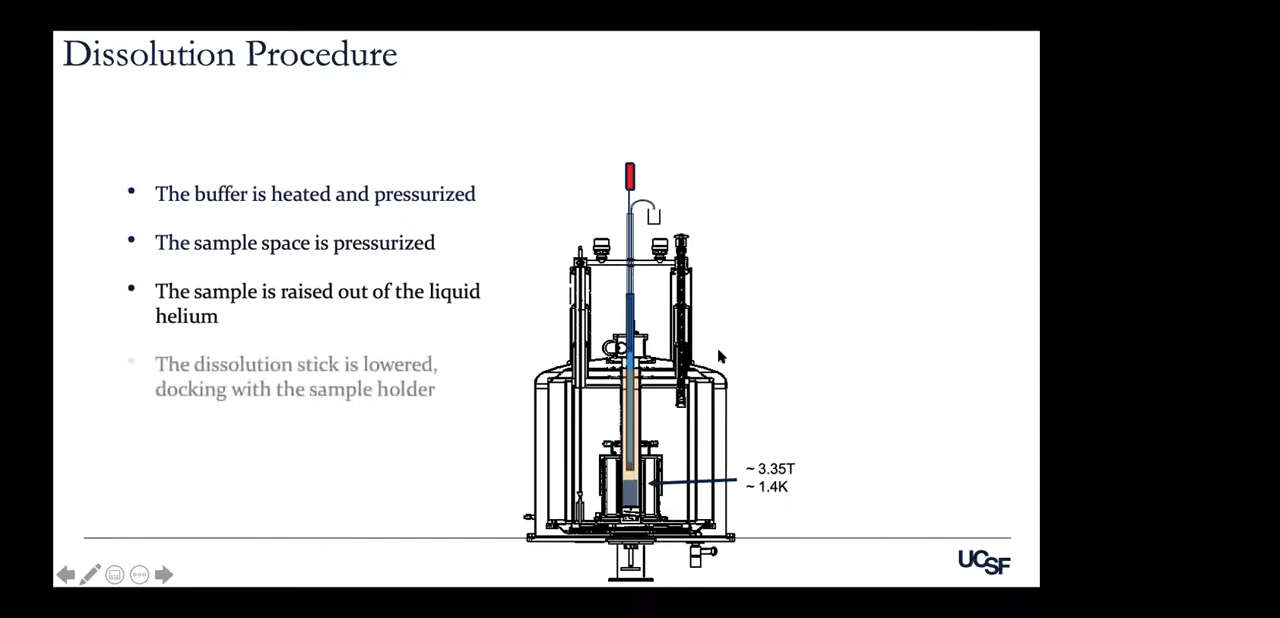 Dissolution Procedure
• The buffer is heated and pressurized
• The sample space is pressurized
• The sample is raised out of the liquid
helium
• The dissolution stick is lowered,
docking with the sample holder
~ 3.35T
~ 1.4K
UCSF